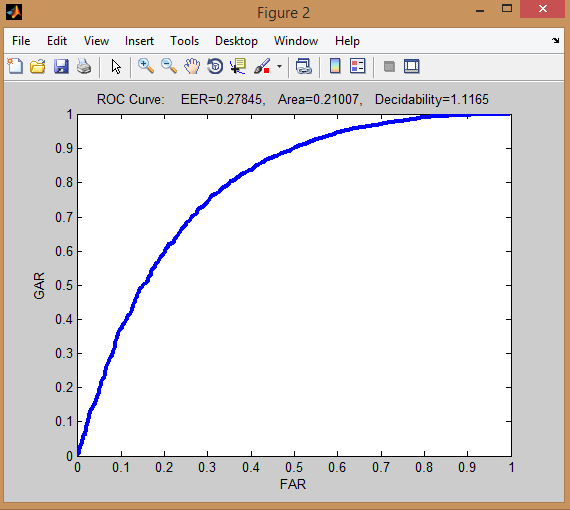 Figure 2
File Edit View Insert Tools Desktop Window Help
ROC Curve: EER=0.27845, Area=0.21007, Decidability=1.1165
1
0.9
0.8
0.7
0.6
0.5
0.4
0.3
0.2
0.1
0
GAR
0 0.1 0.2 0.3 0.4 0.5 0.6 0.7 0.8 0.9 1
FAR